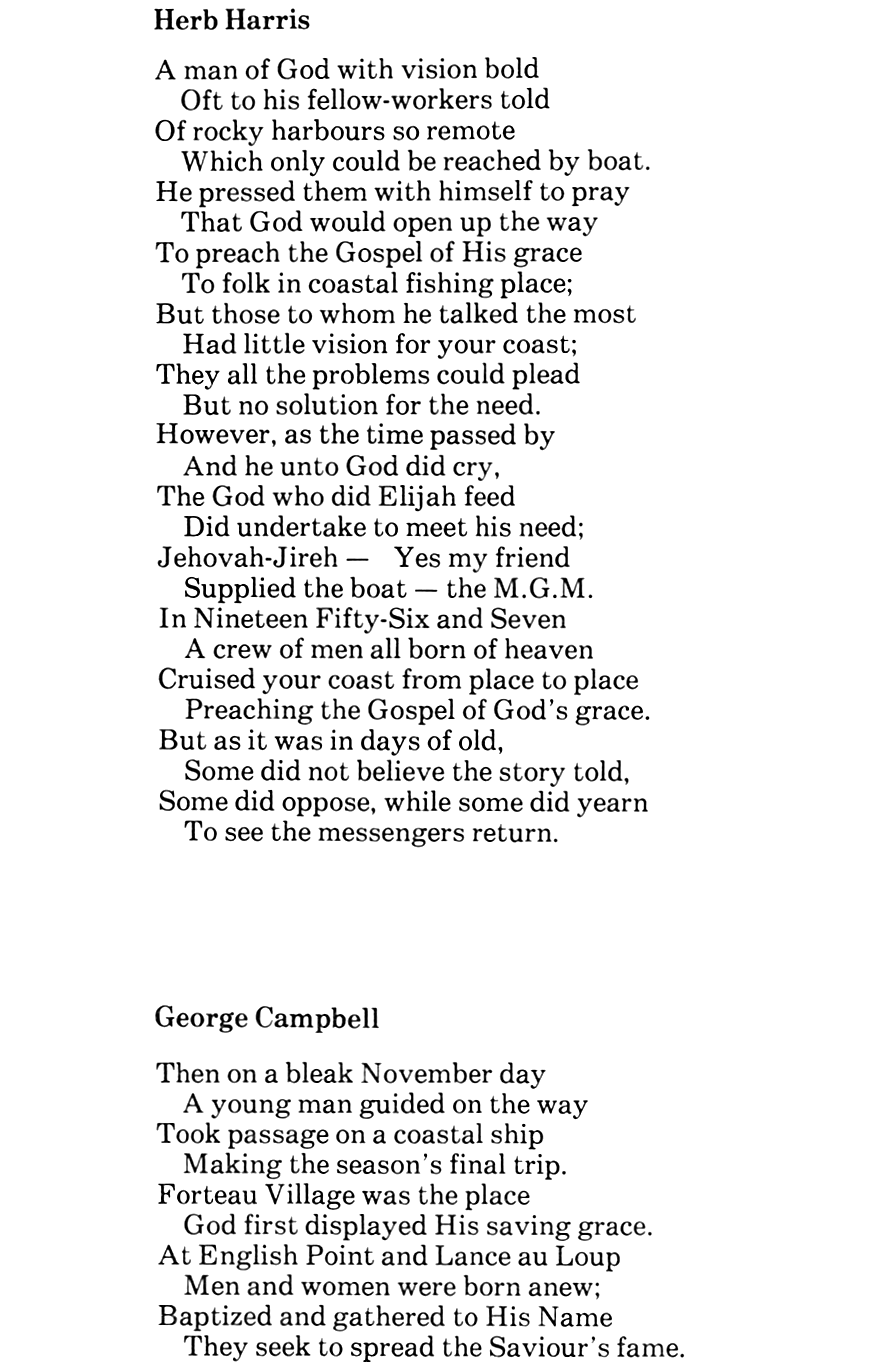 Herb Harris
A man of God with vision bold
Oft to his fellow-workers told
Of rocky harbours so remote
Which only could be reached by boat.
He pressed them with himself to pray
That God would open up the way
To preach the Gospel of His grace
To folk in coastal fishing place;
But those to whom he talked the most
Had little vision for your coast;
They all the problems could plead
But no solution for the need.
However, as the time passed by
And he unto God did cry,
The God who did Elijah feed
Did undertake to meet his need;
Jehovah-Jireh — Yes my friend
Supplied the boat — the M.G.M.
In Nineteen Fifty-Six and Seven
A crew of men all born of heaven
Cruised your coast from place to place
Preaching the Gospel of God's grace.
But as it was in days of old,
Some did not believe the story told,
Some did oppose, while some did yearn
To see the messengers return.
George Campbell
Then on a bleak November day
A young man guided on the way
Took passage on a coastal ship
Making the season's final trip.
Forteau Village was the place
God first displayed His saving grace.
At English Point and Lance au Loup
Men and women were born anew;
Baptized and gathered to His Name
They seek to spread the Saviour's fame.